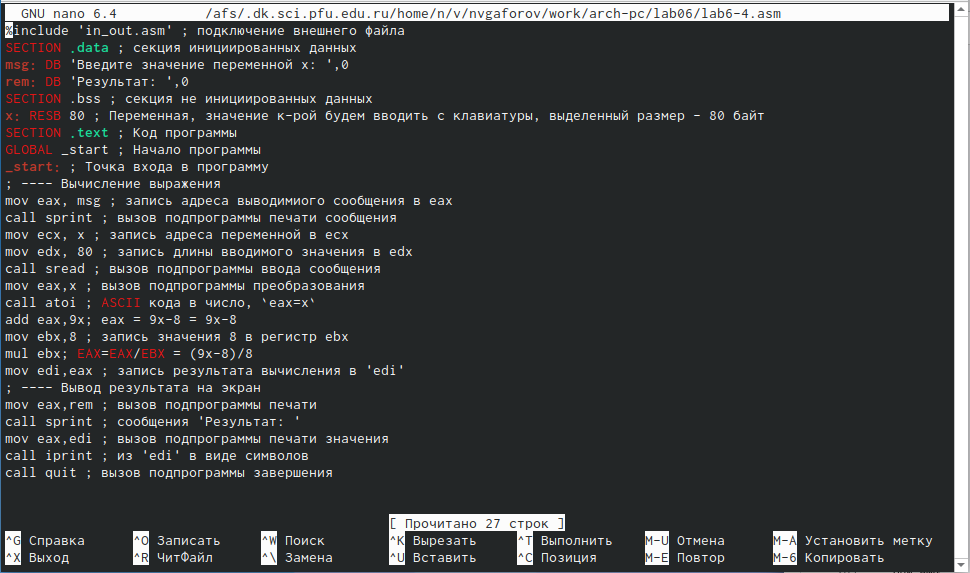 GNU nano 6.4 /afs/.dk.sci.pfu.edu.ru/home/n/v/nvgaforov/work/arch-pc/lab06/lab6-4.asm
%include 'in_out.asm' ; подключение внешнего файла
SECTION .data ; секция инициированных данных
msg: DB 'Введите значение переменной x: ',0
rem: DB 'Результат: ',0
SECTION .bss ; секция не инициированных данных
x: RESB 80 ; Переменная, значение к-рой будем вводить с клавиатуры, выделенный размер - 80 байт
SECTION .text ; Код программы
GLOBAL _start ; Начало программы
_start: ; Точка входа в программу
; ---- Вычисление выражения
mov eax, msg ; запись адреса выводимиого сообщения в eax
call sprint ; вызов подпрограммы печати сообщения
mov ecx, x ; запись адреса переменной в ecx
mov edx, 80 ; запись длины вводимого значения в edx
call sread ; вызов подпрограммы ввода сообщения
mov eax,x ; вызов подпрограммы преобразования
call atoi ; ASCII кода в число, `eax=x`
add eax,9x; eax = 9x-8 = 9x-8
mov ebx,8 ; запись значения 8 в регистр ebx
mul ebx; EAX=EAX/EBX = (9x-8)/8
mov edi,eax ; запись результата вычисления в 'edi'
; ---- Вывод результата на экран
mov eax,rem ; вызов подпрограммы печати
call sprint ; сообщения 'Результат: '
mov eax,edi ; вызов подпрограммы печати значения
call iprint ; из 'edi' в виде символов
call quit ; вызов подпрограммы завершения
[ Прочитано 27 строк ]
^G Справка ^O Записать ^W Поиск ^K Вырезать ^T Выполнить M-U Отмена M-A Установить метку
^X Выход ^R ЧитФайл ^\ Замена ^U Вставить ^C Позиция M-E Повтор M-6 Копировать